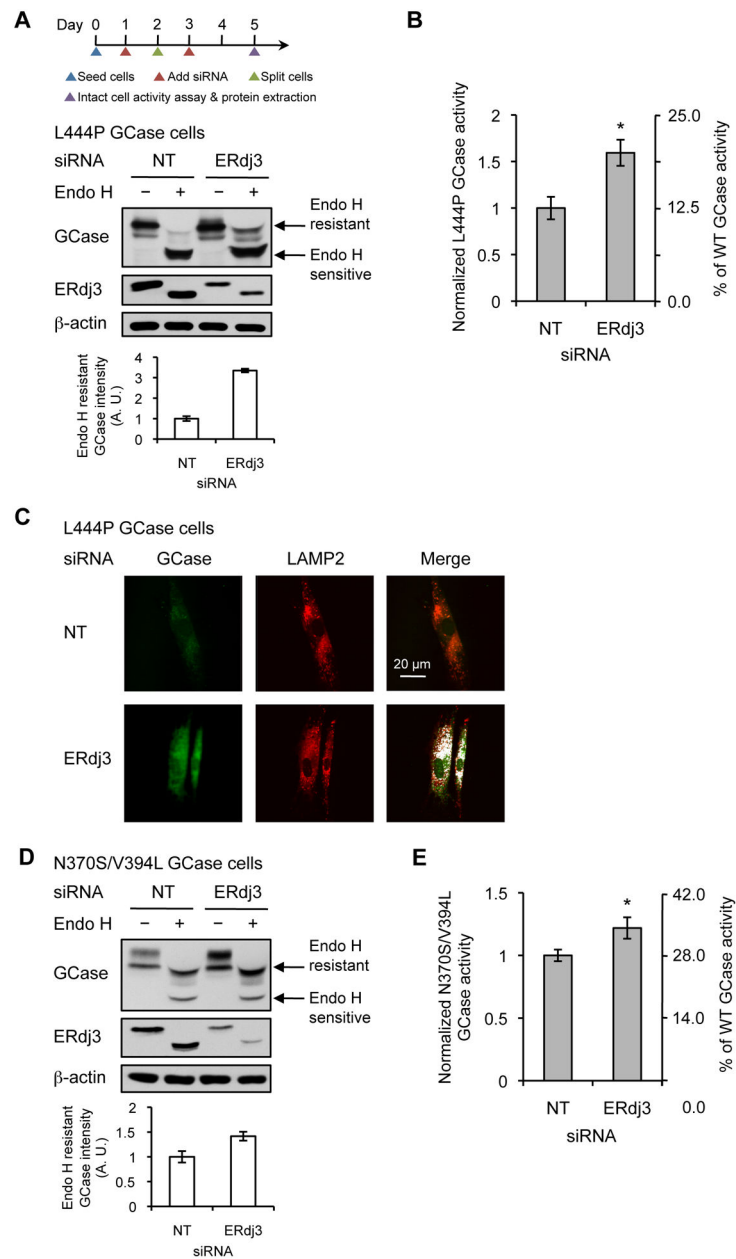 A
Day 0 1 2 3 4 5
Seed cells Add siRNA Split cells
Intact cell activity assay & protein extraction
L444P GCase cells
siRNA NT ERdj3
Endo H – + – +
GCase
Endo H
resistant
Endo H
sensitive
ERdj3
β-actin
Endo H resistant
GCase intensity
(A. U.)
4
3
2
1
0
NT ERdj3
siRNA
B
Normalized L444P GCase activity
2
1.5
1
0.5
0
25.0
12.5
0.0
% of WT GCase activity
*
NT ERdj3
siRNA
C
L444P GCase cells
siRNA GCase LAMP2 Merge
NT
20 µm
ERdj3
D
N370S/V394L GCase cells
siRNA NT ERdj3
Endo H – + – +
GCase
Endo H
resistant
Endo H
sensitive
ERdj3
β-actin
Endo H resistant
GCase intensity
(A. U.)
2
1.5
1
0.5
0
NT ERdj3
siRNA
E
Normalized N370S/V394L
GCase activity
1.5
1
0.5
0
42.0
28.0
14.0
0.0
% of WT GCase activity
*
NT ERdj3
siRNA